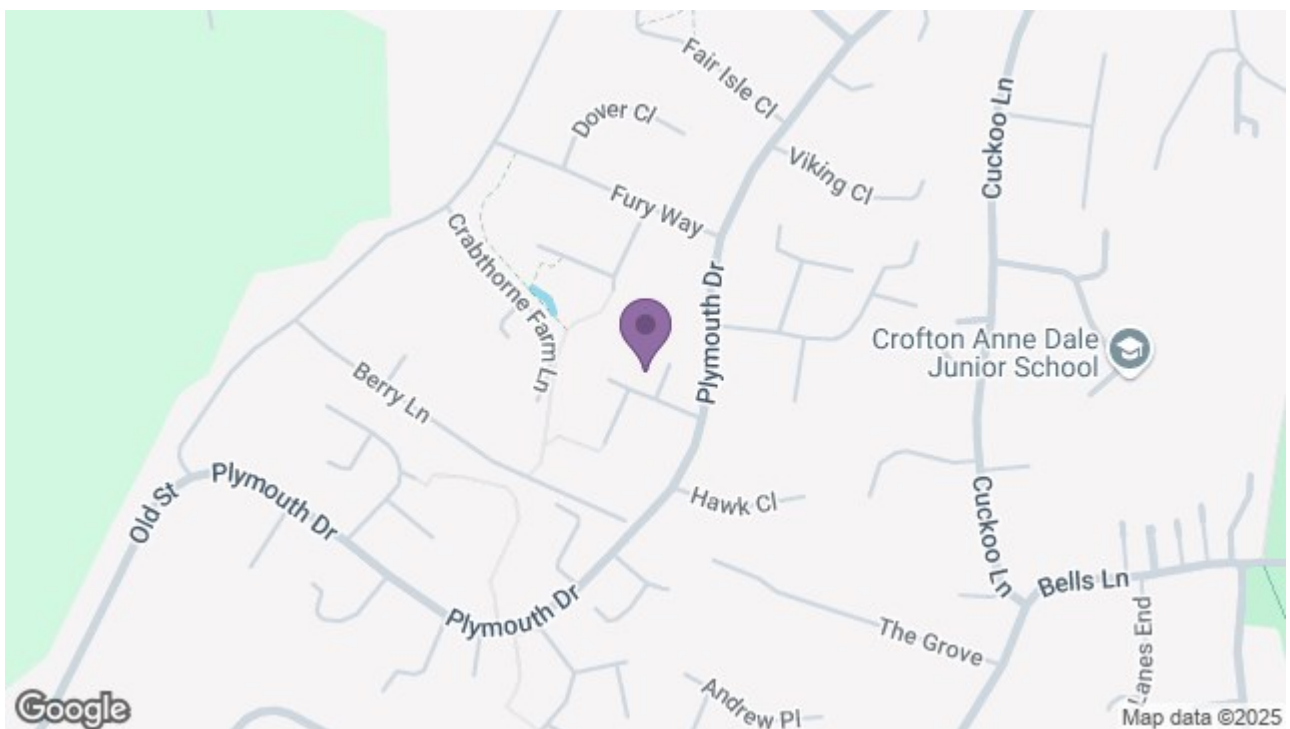 Fair Isle Cl
Dover Cl
Cuckoo Ln
Viking Cl
Fury Way
Crabthorne Farm Ln
Plymouth Dr
Crofton Anne Dale
Junior School
Berry Ln
Plymouth Dr
Old St
Hawk Cl
Cuckoo Ln
Bells Ln
Plymouth Dr
The Grove
Lanes End
Andrew Pl
Google
Map data ©2025